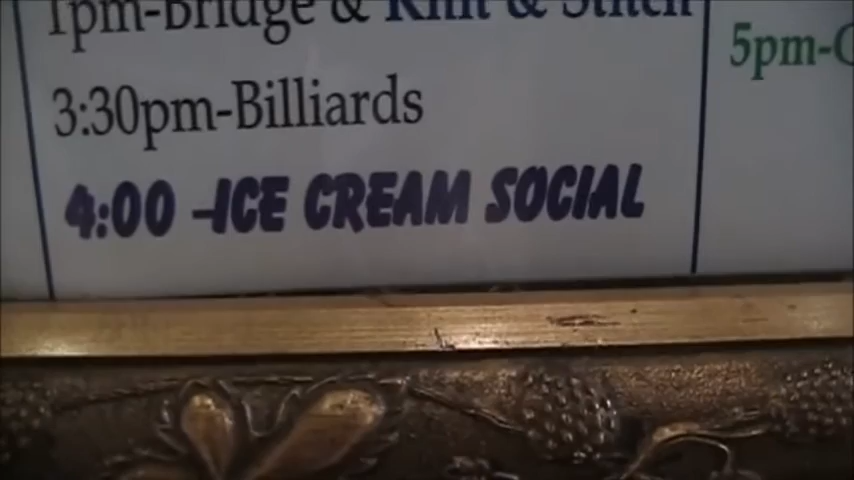 1pm-Bridge & Knit & Stitch
3:30pm-Billiards
4:00 -ICE CREAM SOCIAL
5pm-